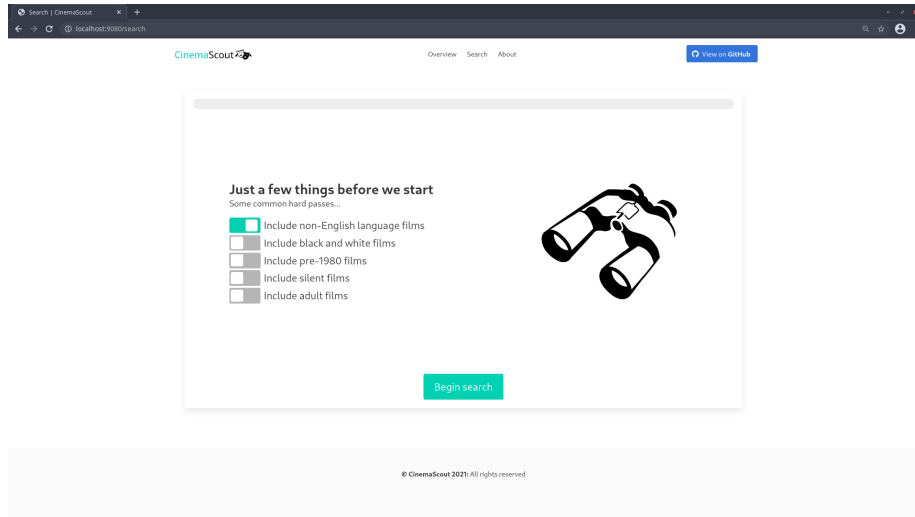 Search | CinemaScout
localhost:9080/search
CinemaScout
Overview Search About
View on GitHub
Just a few things before we start
Some common hard passes...
Include non-English language films
Include black and white films
Include pre-1980 films
Include silent films
Include adult films
Begin search
© CinemaScout 2021: All rights reserved